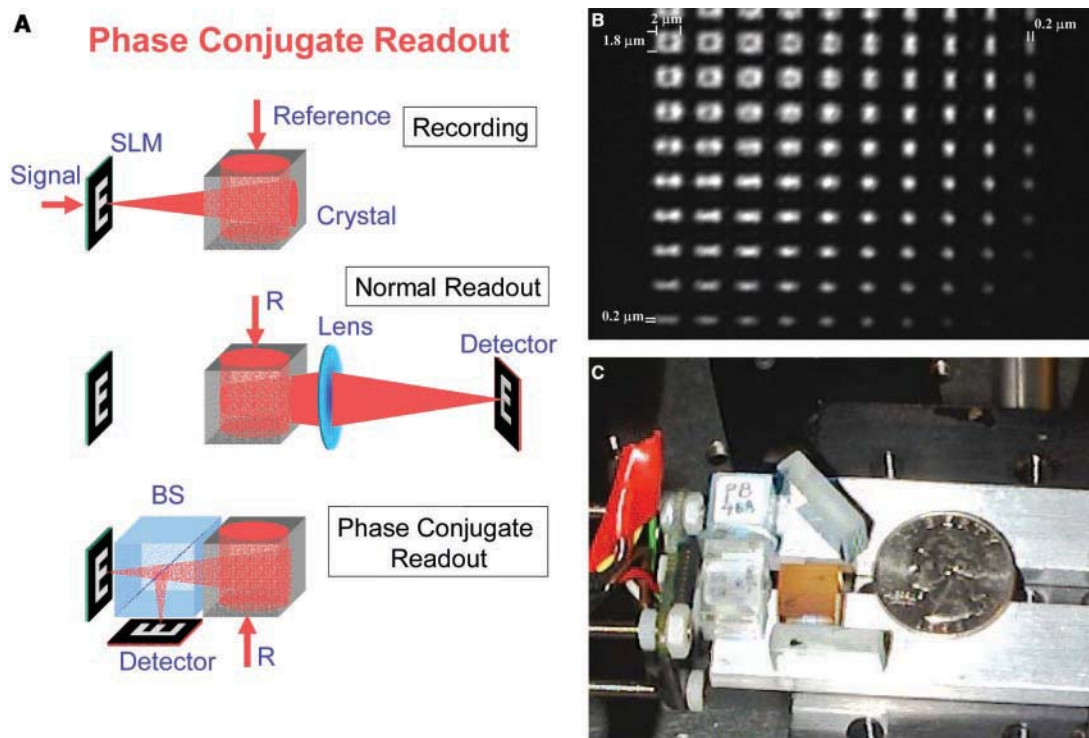 A
Phase Conjugate Readout
Reference
Recording
SLM
Signal
Crystal
E
Normal Readout
R
Lens
Detector
E
BS
Phase Conjugate
Readout
E
E
Detector
R
B
2 μm
1.8 μm
0.2 μm
0.2 μm
C
PB